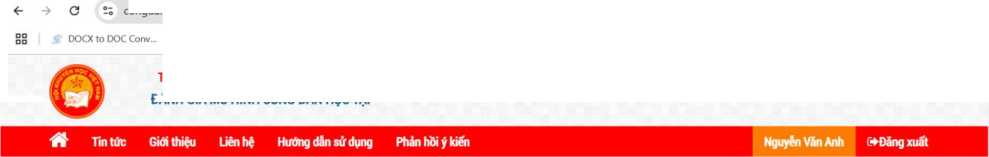 DOCX to DOC Conv...
Tin tức Giới thiệu Liên hệ Hướng dẫn sử dụng Phản hồi ý kiến Nguyễn Văn Anh Đăng xuất